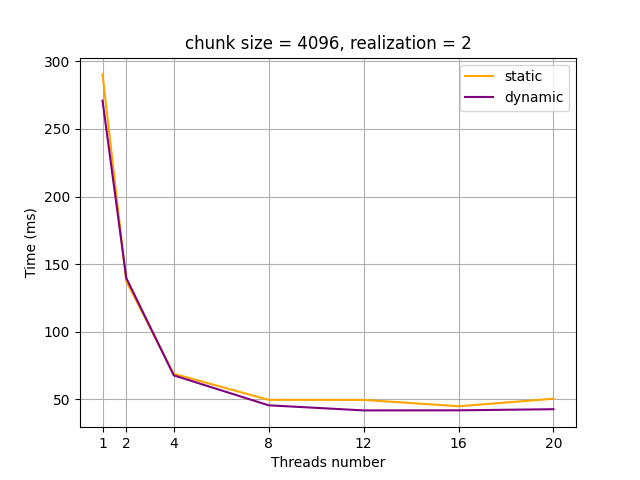 chunk size = 4096, realization = 2
static
dynamic
Time (ms)
300
250
200
150
100
50
1 2 4 8 12 16 20
Threads number